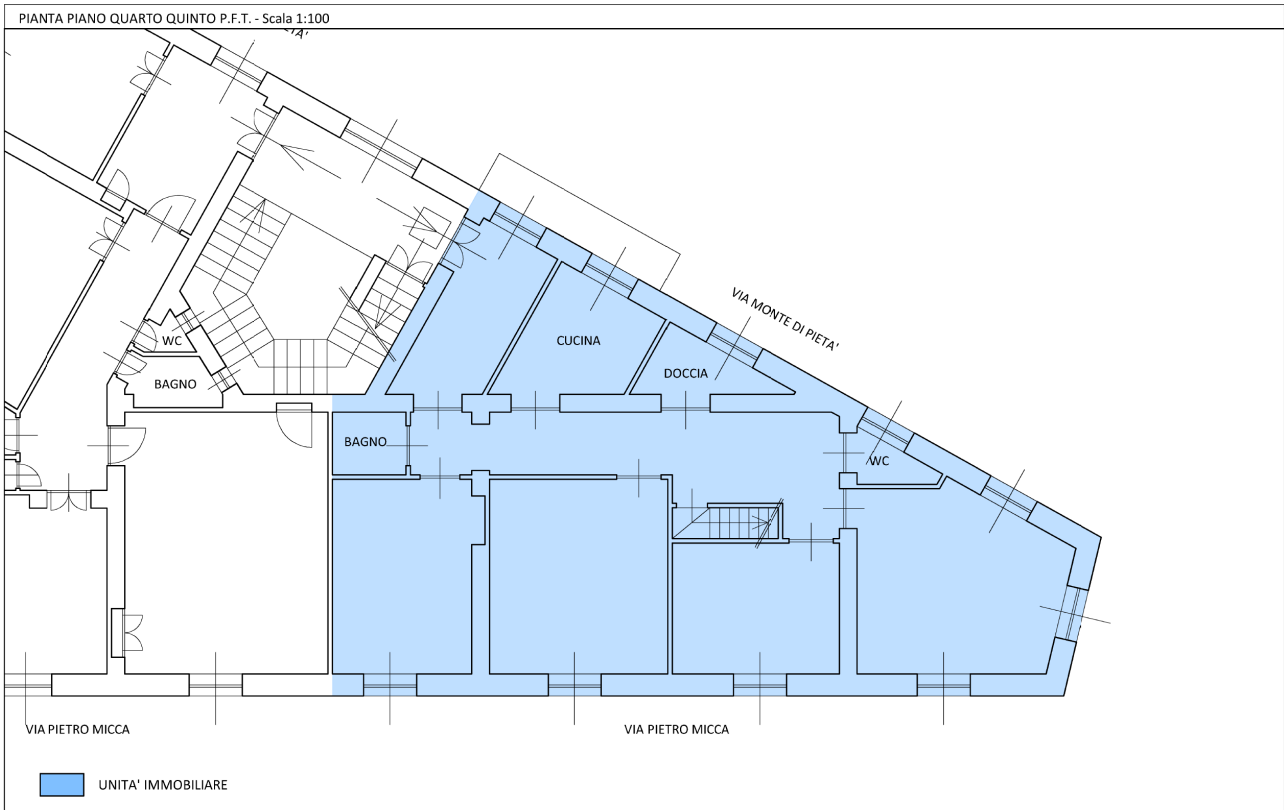 PIANTA PIANO QUARTO QUINTO P.F.T. - Scala 1:100
VIA MONTE DI PIETA'
CUCINA
WC
DOCCIA
BAGNO
BAGNO
WC
VIA PIETRO MICCA
VIA PIETRO MICCA
UNITA' IMMOBILIARE